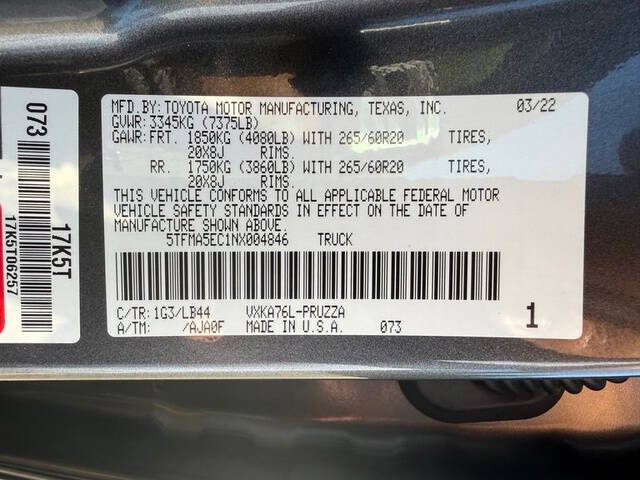 MFD.BY: TOYOTA MOTOR MANUFACTURING, TEXAS, INC. 03/22
GVWR: 3345KG (7375LB)
GAWR: FRT. 1850KG (4080LB) WITH 265/60R20 TIRES,
20X8J RIMS.
RR. 1750KG (3860LB) WITH 265/60R20 TIRES,
20X8J RIMS.
THIS VEHICLE CONFORMS TO ALL APPLICABLE FEDERAL MOTOR
VEHICLE SAFETY STANDARDS IN EFFECT ON THE DATE OF
MANUFACTURE SHOWN ABOVE.
5TFMA5EC1NX004846 TRUCK
C/TR: 1G3/LB44 VXKA76L-PRUZZA
A/TM: /AJA0F MADE IN U.S.A. 073 1
073
17K5T
17K5T06257